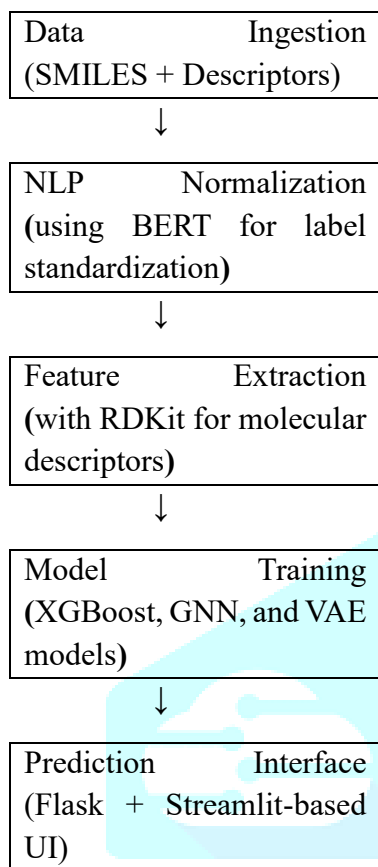 Data Ingestion
(SMILES + Descriptors)
↓
NLP Normalization
(using BERT for label
standardization)
↓
Feature Extraction
(with RDKit for molecular
descriptors)
↓
Model Training
(XGBoost, GNN, and VAE
models)
↓
Prediction Interface
(Flask + Streamlit-based
UI)